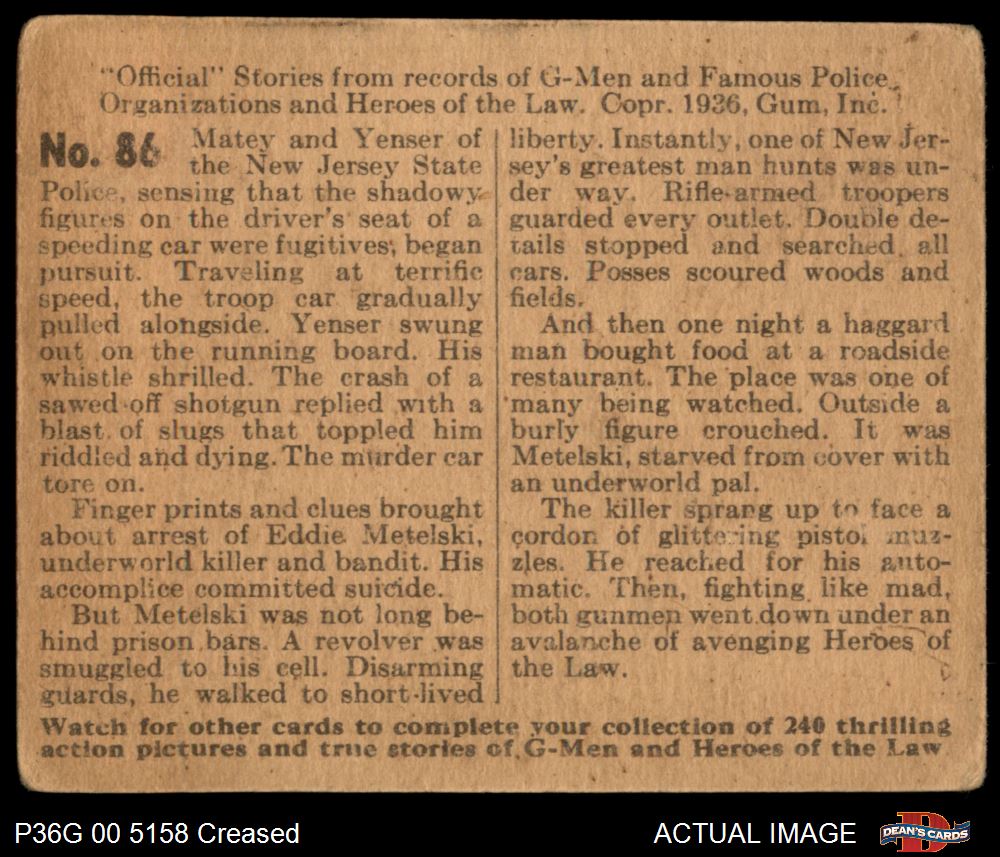 "Official" Stories from records of G-Men and Famous Police
Organizations and Heroes of the Law. Copr. 1936, Gum, Inc.
No. 86
Matey and Yenser of
the New Jersey State
Police, sensing that the shadowy
figures on the driver's seat of a
speeding car were fugitives, began
pursuit. Traveling at terrific
speed, the troop car gradually
pulled alongside. Yenser swung
out on the running board. His
whistle shrilled. The crash of a
sawed-off shotgun replied with a
blast of slugs that toppled him
riddled and dying. The murder car
tore on.
Finger prints and clues brought
about arrest of Eddie Metelski,
underworld killer and bandit. His
accomplice committed suicide.
But Metelski was not long be-
hind prison bars. A revolver was
smuggled to his cell. Disarming
guards, he walked to short-lived
liberty. Instantly, one of New Jer-
sey's greatest man hunts was un-
der way. Rifle-armed troopers
guarded every outlet. Double de-
tails stopped and searched all
cars. Posses scoured woods and
fields.
And then one night a haggard
man bought food at a roadside
restaurant. The place was one of
many being watched. Outside a
burly figure crouched. It was
Metelski, starved from cover with
an underworld pal.
The killer sprang up to face a
cordon of glittering pistol muz-
zles. He reached for his auto-
matic. Then, fighting like mad,
both gunmen went down under an
avalanche of avenging Heroes of
the Law.
Watch for other cards to complete your collection of 240 thrilling
action pictures and true stories of G-Men and Heroes of the Law
P36G 00 5158 Creased
ACTUAL IMAGE
DEAN'S CARDS